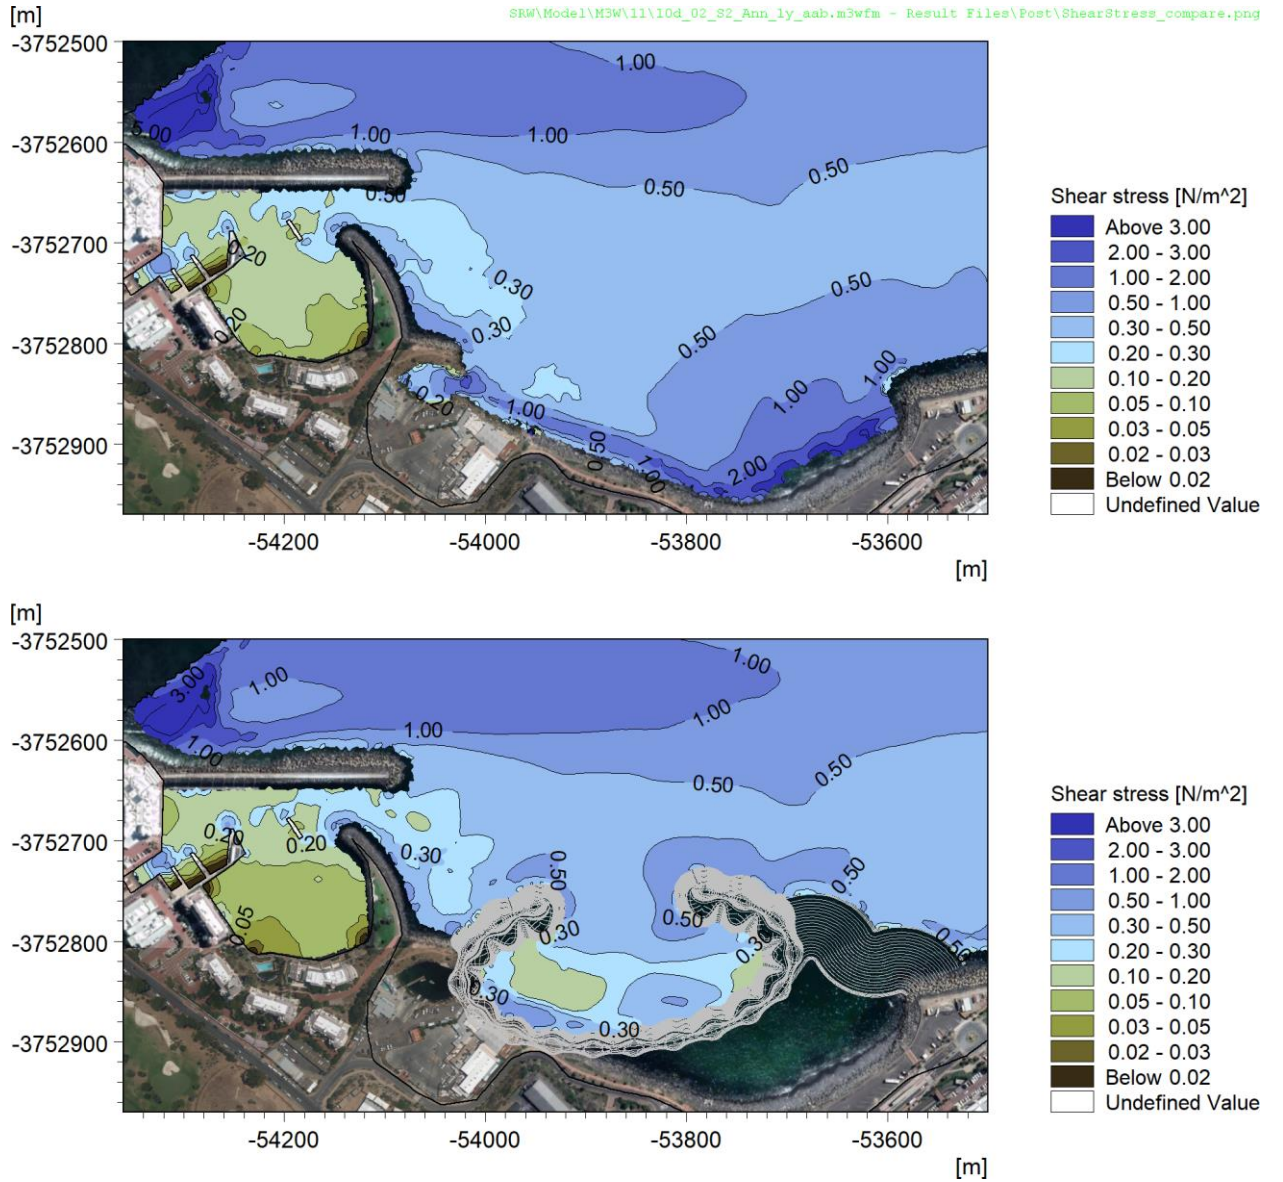 [m]
SRW\Model\M3W\11\10d_02_S2_Ann_1y_aab.m3wfm - Result Files\Post\ShearStress_compare.png
-3752500
-3752600
-3752700
-3752800
-3752900
1.00
1.00
5.00
1.00
1.00
0.50
0.50
0.50
0.20
0.30
0.50
0.30
0.50
0.20
1.00
0.20
1.00
1.00
0.50
1.00
2.00
-54200
-54000
-53800
-53600
[m]
Shear stress [N/m^2]
Above 3.00
2.00 - 3.00
1.00 - 2.00
0.50 - 1.00
0.30 - 0.50
0.20 - 0.30
0.10 - 0.20
0.05 - 0.10
0.03 - 0.05
0.02 - 0.03
Below 0.02
Undefined Value
[m]
-3752500
-3752600
-3752700
-3752800
-3752900
1.00
3.00
1.00
1.00
1.00
1.00
0.50
0.50
0.20
0.20
0.30
0.50
0.50
0.50
0.05
0.30
0.30
0.50
0.30
0.30
-54200
-54000
-53800
-53600
[m]
Shear stress [N/m^2]
Above 3.00
2.00 - 3.00
1.00 - 2.00
0.50 - 1.00
0.30 - 0.50
0.20 - 0.30
0.10 - 0.20
0.05 - 0.10
0.03 - 0.05
0.02 - 0.03
Below 0.02
Undefined Value